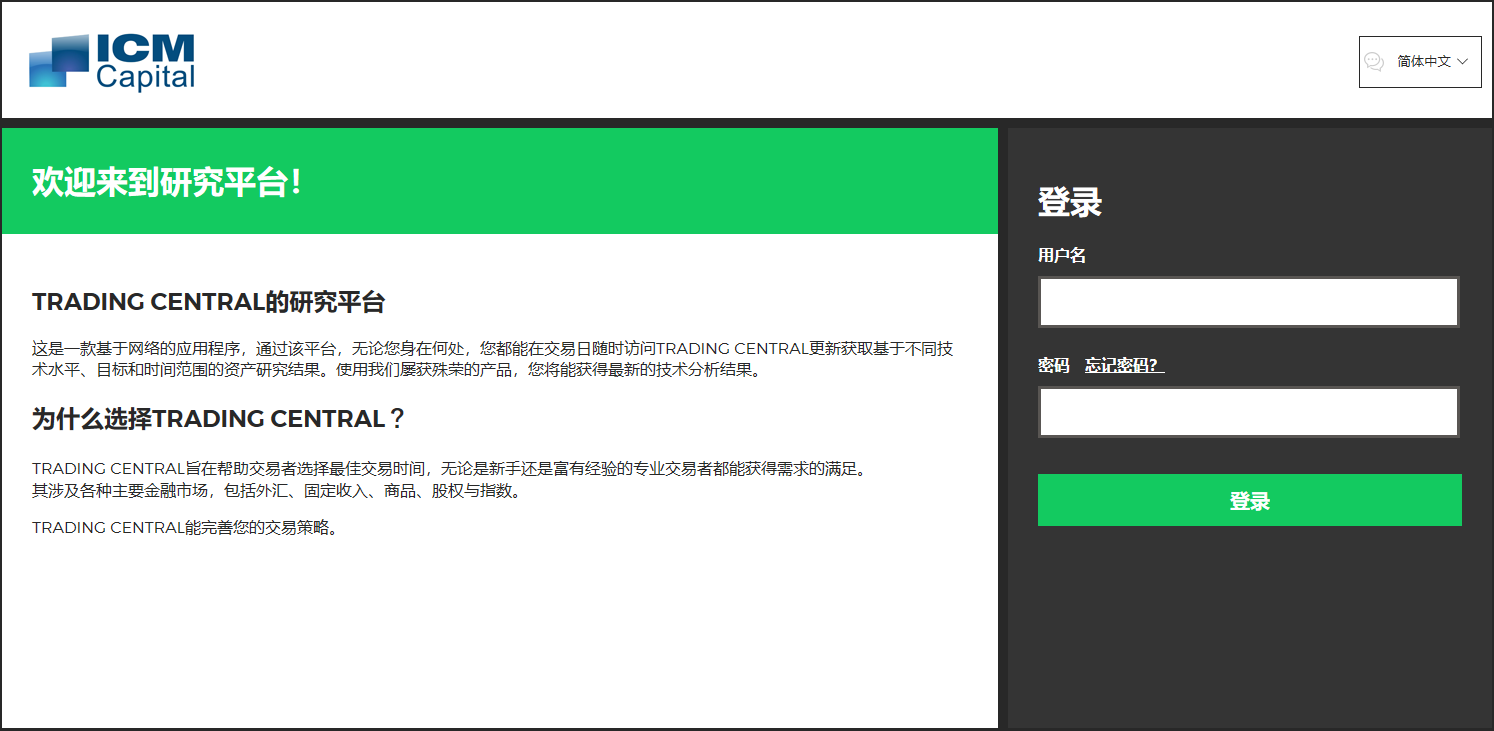 ICM
Capital
简体中文
欢迎来到研究平台！
TRADING CENTRAL的研究平台
这是一款基于网络的应用程序，通过该平台，无论您身在何处，您都能在交易日随时访问TRADING CENTRAL更新获取基于不同技
术水平、目标和时间范围的资产研究结果。使用我们屡获殊荣的产品，您将能获得最新的技术分析结果。
为什么选择TRADING CENTRAL？
TRADING CENTRAL旨在帮助交易者选择最佳交易时间，无论是新手还是富有经验的专业交易者都能获得需求的满足。
其涉及各种主要金融市场，包括外汇、固定收入、商品、股权与指数。
TRADING CENTRAL能完善您的交易策略。
登录
用户名
密码 忘记密码？
登录